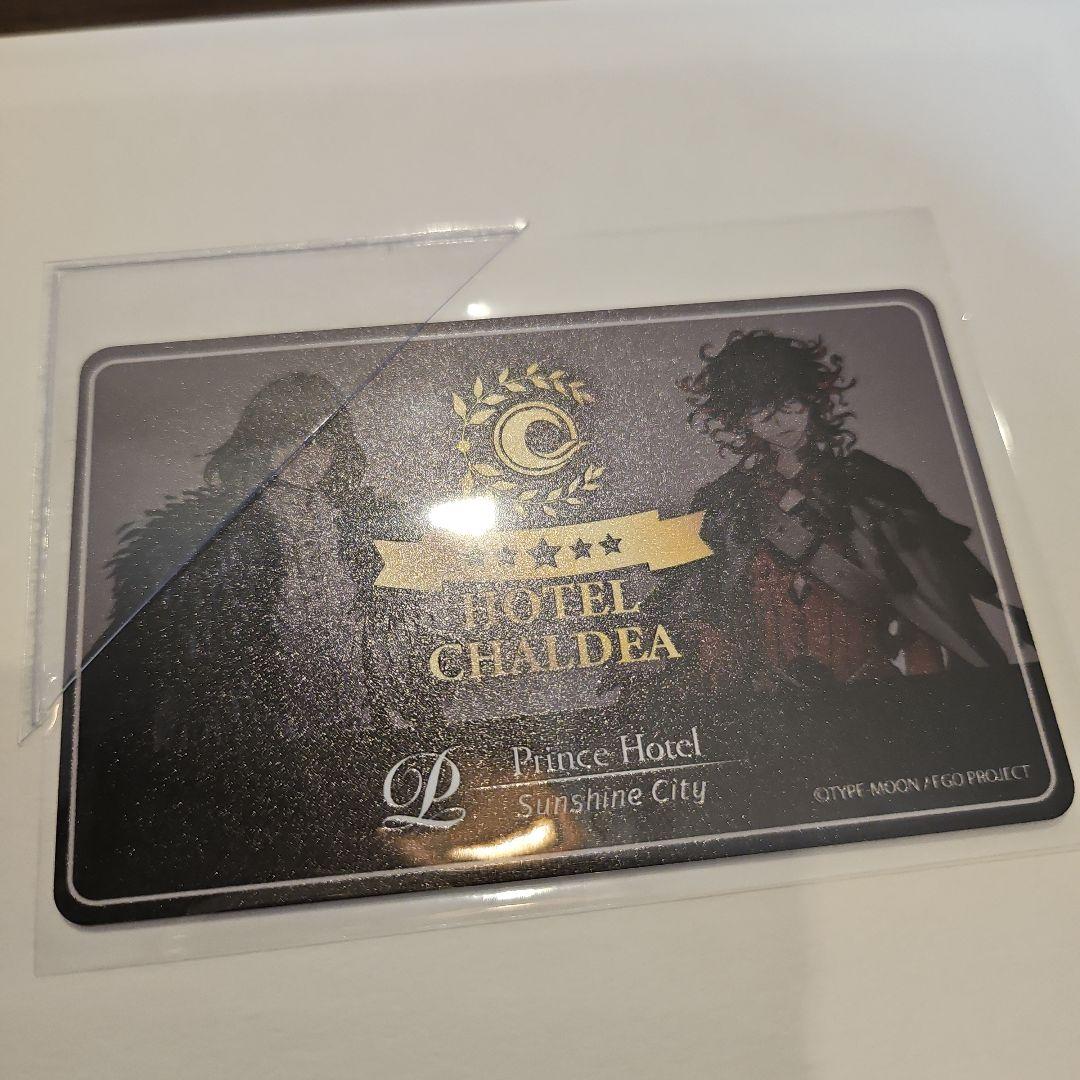 HOTEL
CHALDEA
Prince Hotel
Sunshine City
©TYPE-MOON / FGO PROJECT